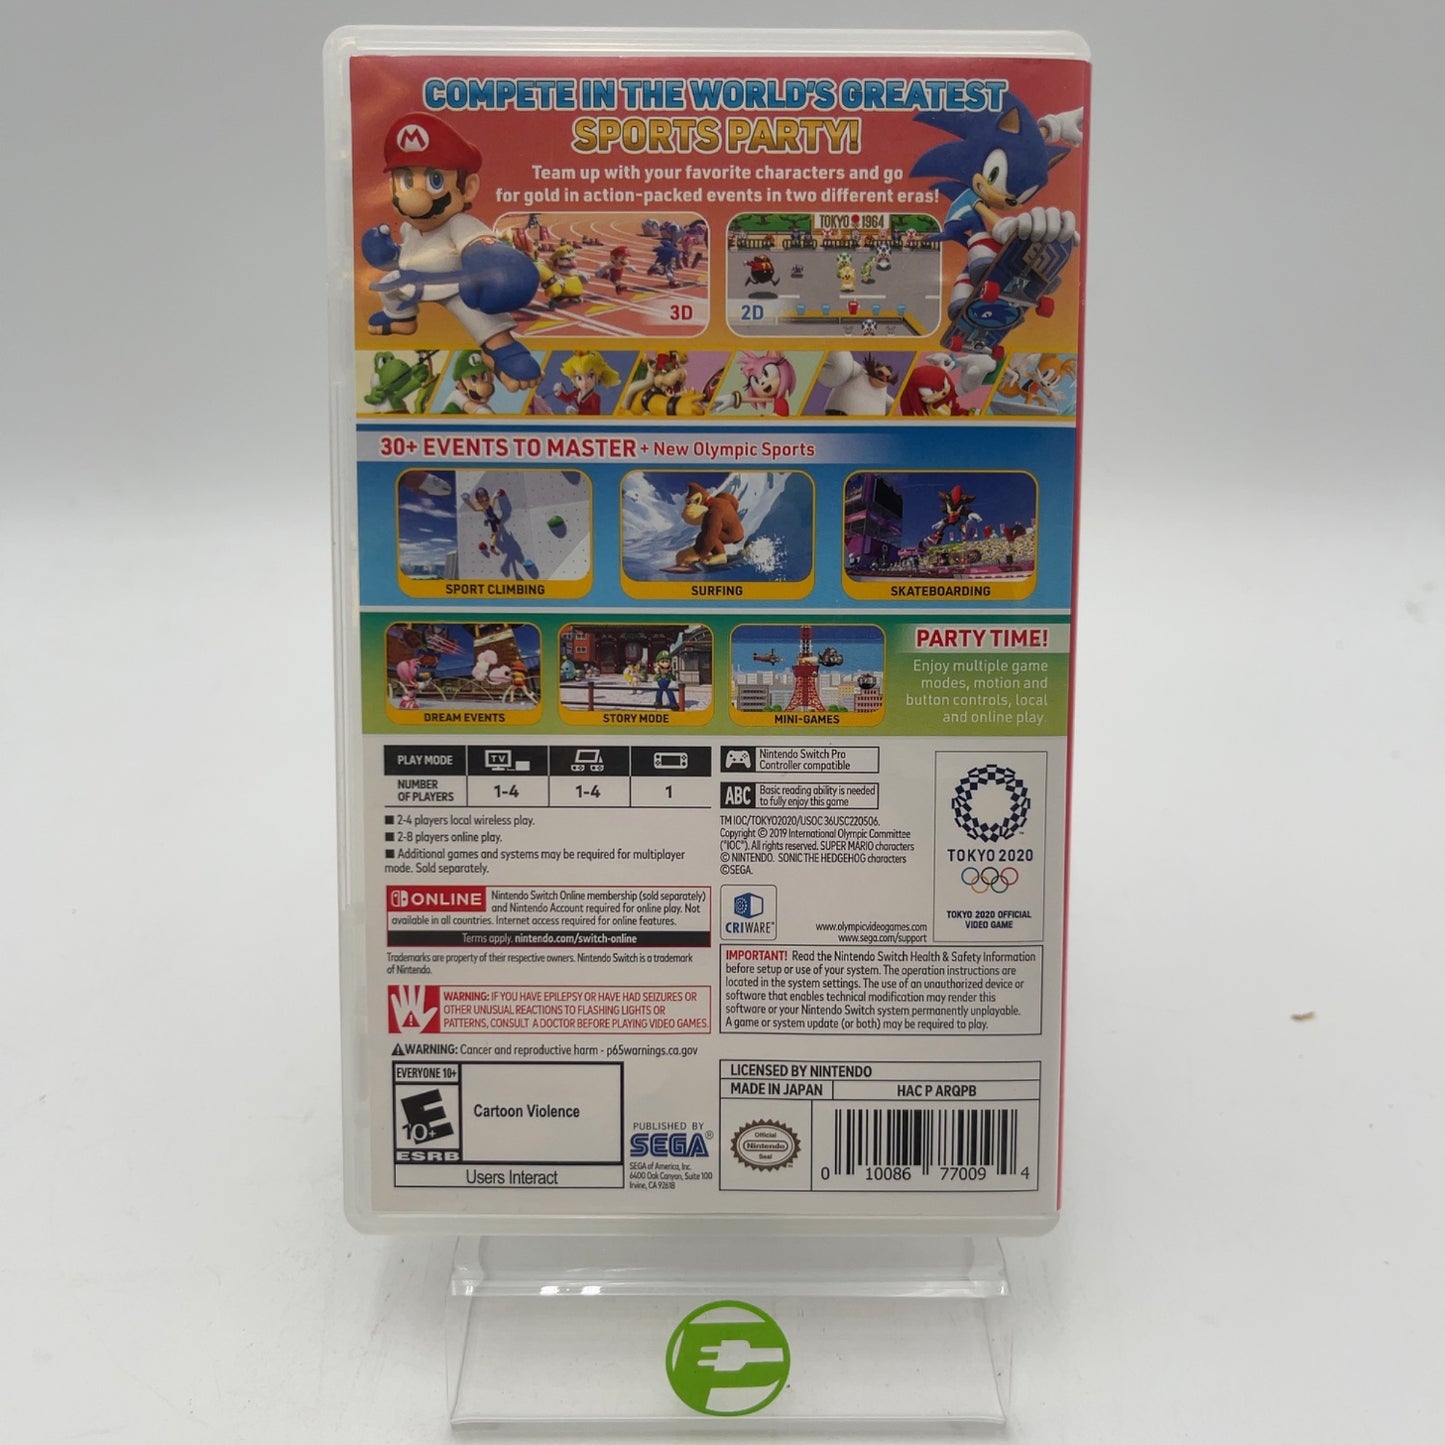 COMPETE IN THE WORLD'S GREATEST
SPORTS PARTY!
Team up with your favorite characters and go
for gold in action-packed events in two different eras!
M
TOKYO 1964
3D
2D
30+ EVENTS TO MASTER + New Olympic Sports
SPORT CLIMBING
SURFING
SKATEBOARDING
DREAM EVENTS
STORY MODE
MINI-GAMES
PARTY TIME!
Enjoy multiple game
modes, motion and
button controls, local
and online play.
PLAY MODE
TV
NUMBER
OF PLAYERS
1-4
1-4
1
2-4 players local wireless play.
2-8 players online play.
Additional games and systems may be required for multiplayer
mode. Sold separately.
ONLINE
Nintendo Switch Online membership (sold separately)
and Nintendo Account required for online play. Not
available in all countries. Internet access required for online features.
Terms apply. nintendo.com/switch-online
Trademarks are property of their respective owners. Nintendo Switch is a trademark
of Nintendo.
WARNING: IF YOU HAVE EPILEPSY OR HAVE HAD SEIZURES OR
OTHER UNUSUAL REACTIONS TO FLASHING LIGHTS OR
PATTERNS, CONSULT A DOCTOR BEFORE PLAYING VIDEO GAMES.
WARNING: Cancer and reproductive harm - p65warnings.ca.gov
EVERYONE 10+
E
10+
ESRB
Cartoon Violence
Users Interact
PUBLISHED BY
SEGA®
SEGA of America, Inc.
6400 Oak Canyon, Suite 100
Irvine, CA 92618
Nintendo Switch Pro
Controller compatible
ABC
Basic reading ability is needed
to fully enjoy this game
TM IOC/TOKYO2020/USOC 36USC220506.
Copyright © 2019 International Olympic Committee
("IOC"). All rights reserved. SUPER MARIO characters
© NINTENDO. SONIC THE HEDGEHOG characters
©SEGA.
CRIWARE™
www.olympicvideogames.com
www.sega.com/support
TOKYO 2020
TOKYO 2020 OFFICIAL
VIDEO GAME
IMPORTANT! Read the Nintendo Switch Health & Safety Information
before setup or use of your system. The operation instructions are
located in the system settings. The use of an unauthorized device or
software that enables technical modification may render this
software or your Nintendo Switch system permanently unplayable.
A game or system update (or both) may be required to play.
LICENSED BY NINTENDO
MADE IN JAPAN
HAC P ARQPB
Official
Nintendo
Seal
0 10086 77009 4